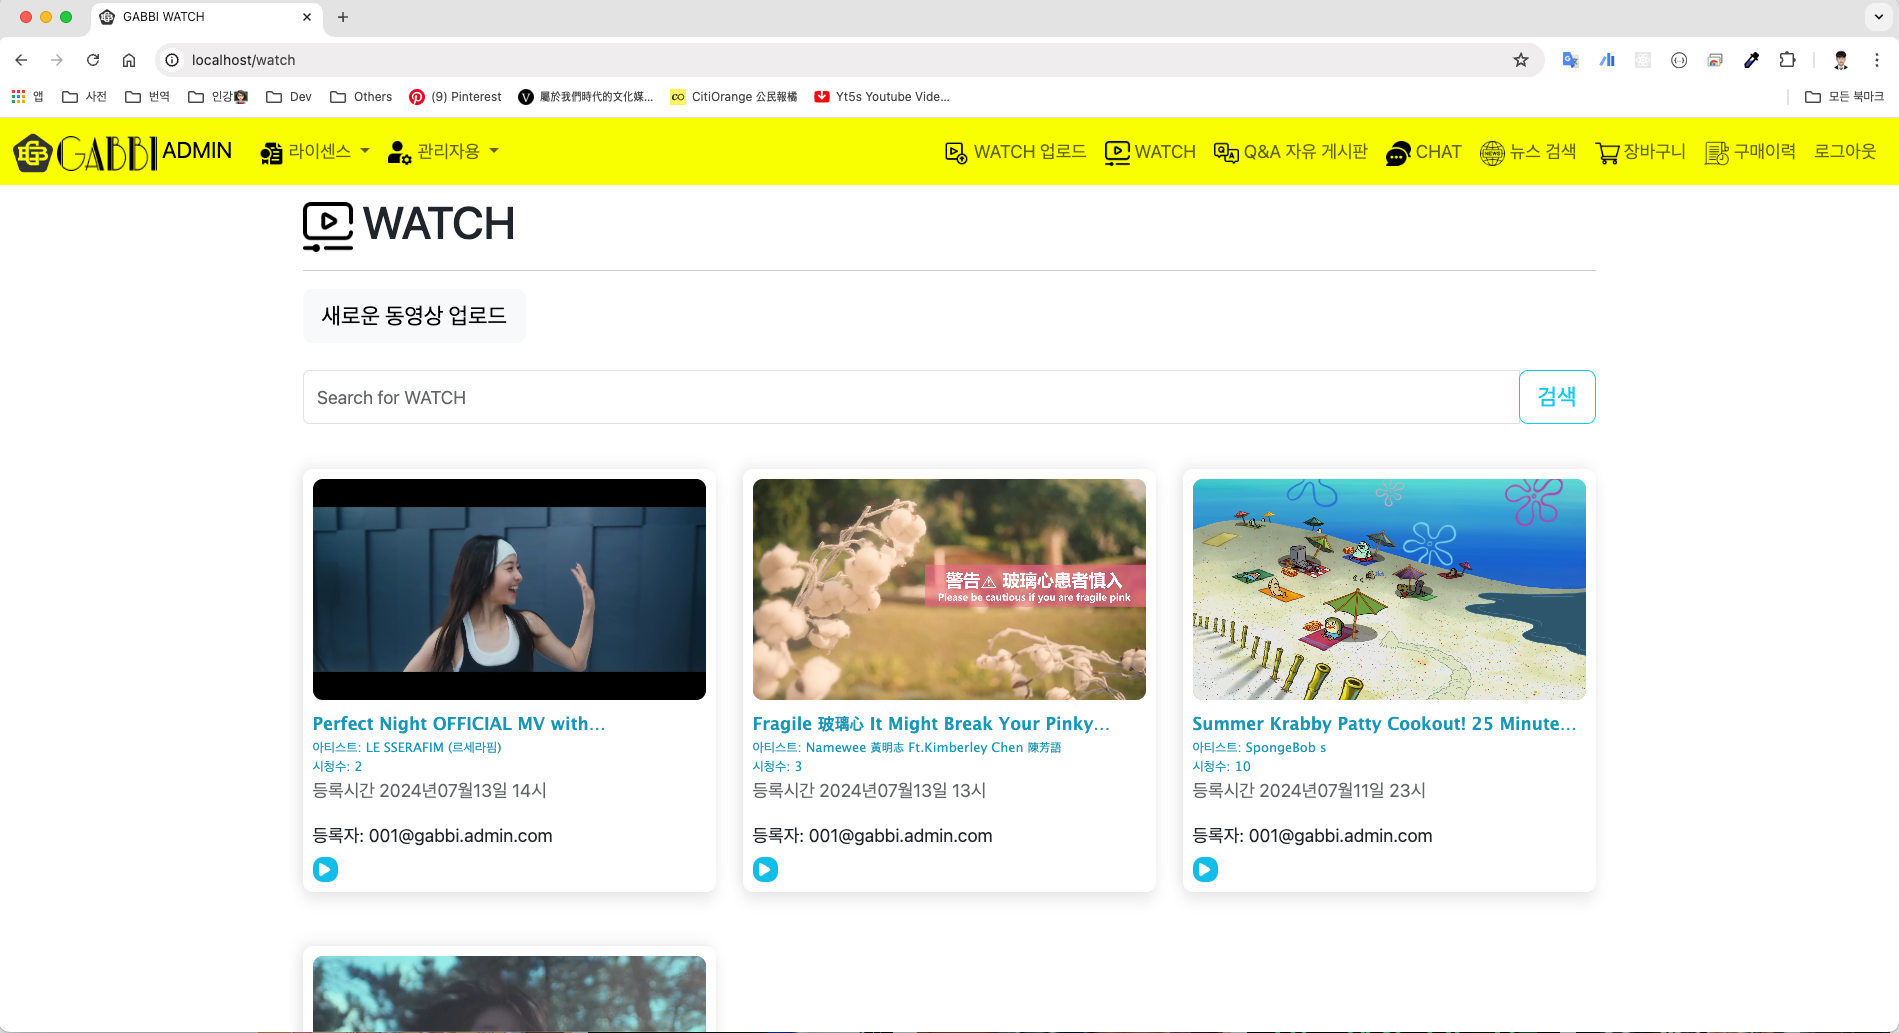 GABBI WATCH
localhost/watch
앱
사전
번역
인강
Dev
Others
(9) Pinterest
屬於我們時代的文化媒...
CitiOrange 公民報橘
Yt5s Youtube Vide...
모든 북마크
GABBI ADMIN
라이센스
관리자용
WATCH 업로드
WATCH
Q&A 자유 게시판
CHAT
뉴스 검색
장바구니
구매이력
로그아웃
WATCH
새로운 동영상 업로드
Search for WATCH
검색
警告⚠ 玻璃心患者慎入
Please be cautious if you are fragile pink
Perfect Night OFFICIAL MV with...
아티스트: LE SSERAFIM (르세라핌)
시청수: 2
등록시간 2024년07월13일 14시
등록자: 001@gabbi.admin.com
Fragile 玻璃心 It Might Break Your Pinky...
아티스트: Namewee 黃明志 Ft.Kimberley Chen 陳芳語
시청수: 3
등록시간 2024년07월13일 13시
등록자: 001@gabbi.admin.com
Summer Krabby Patty Cookout! 25 Minute...
아티스트: SpongeBob s
시청수: 10
등록시간 2024년07월11일 23시
등록자: 001@gabbi.admin.com